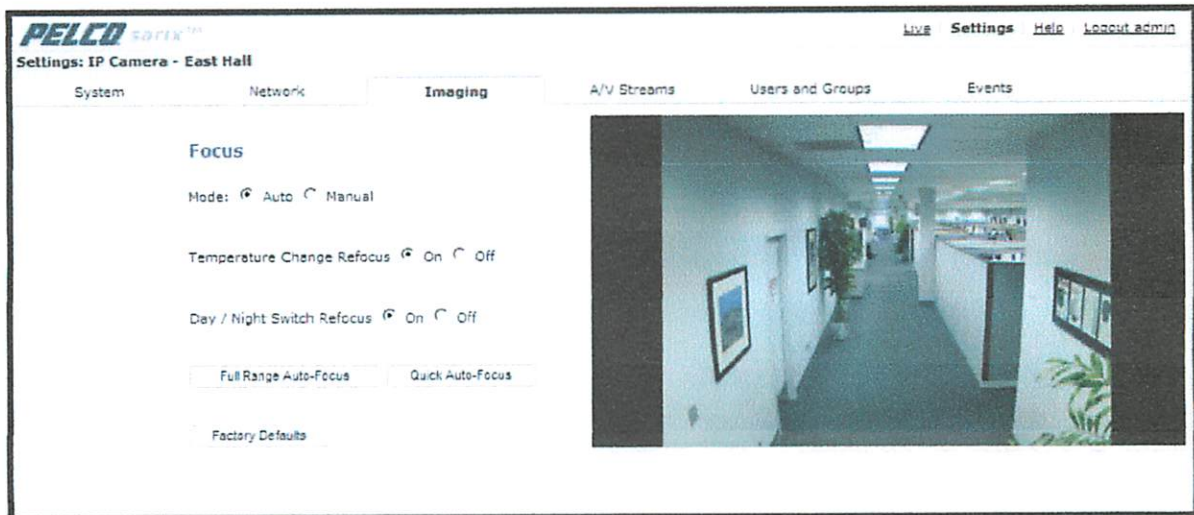 PELCO sarix™
Live Settings Help Logout admin
Settings: IP Camera - East Hall
System Network Imaging A/V Streams Users and Groups Events
Focus
Mode: Auto Manual
Temperature Change Refocus On Off
Day / Night Switch Refocus On Off
Full Range Auto-Focus Quick Auto-Focus
Factory Defaults